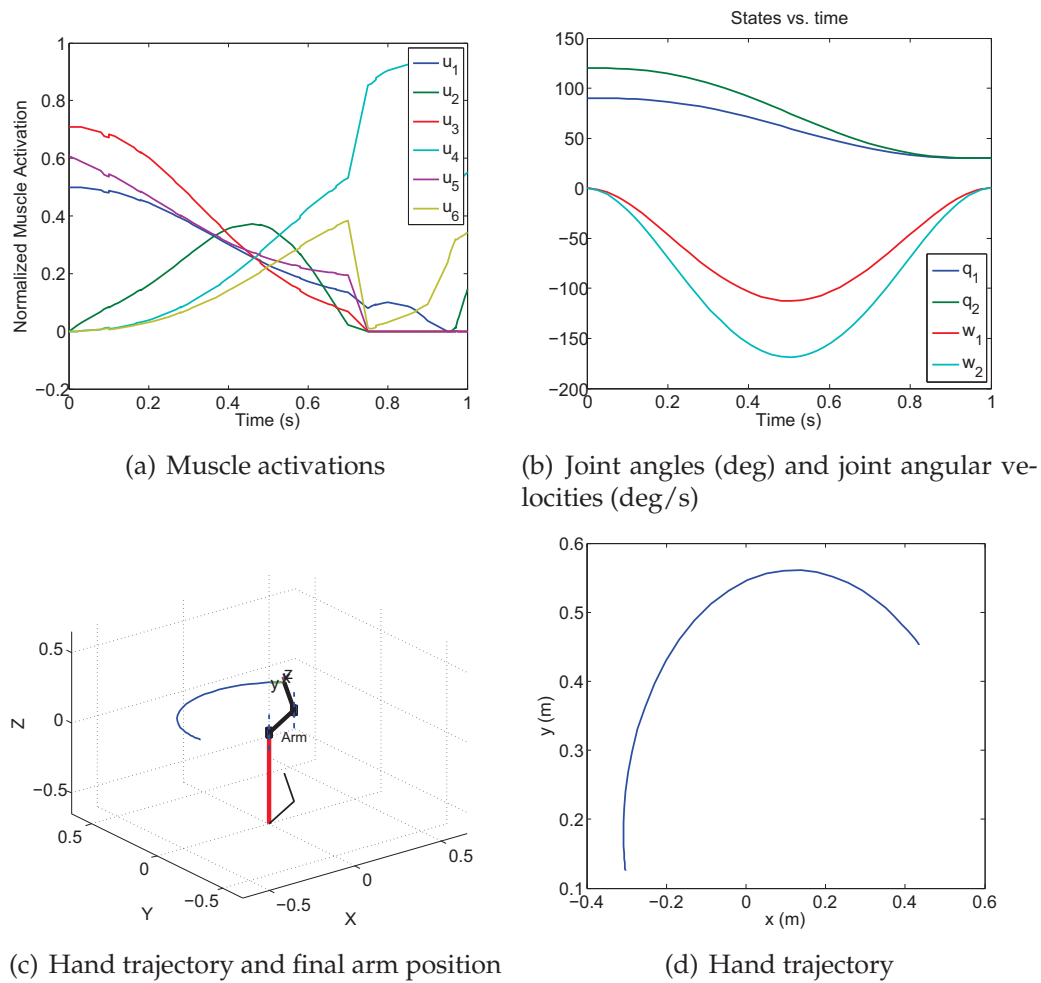 1
0.8
0.6
0.4
0.2
0
−0.2
Normalized Muscle Activation
0 0.2 0.4 0.6 0.8 1
Time (s)
u1
u2
u3
u4
u5
u6
(a) Muscle activations
States vs. time
150
100
50
0
−50
−100
−150
−200
0 0.2 0.4 0.6 0.8 1
Time (s)
q1
q2
w1
w2
(b) Joint angles (deg) and joint angular ve-
locities (deg/s)
0.5
0
−0.5
Z
0.5
0
−0.5
Y
−0.5
0
0.5
X
y
z
Arm
(c) Hand trajectory and final arm position
0.6
0.5
0.4
0.3
0.2
0.1
y (m)
−0.4 −0.2 0 0.2 0.4 0.6
x (m)
(d) Hand trajectory